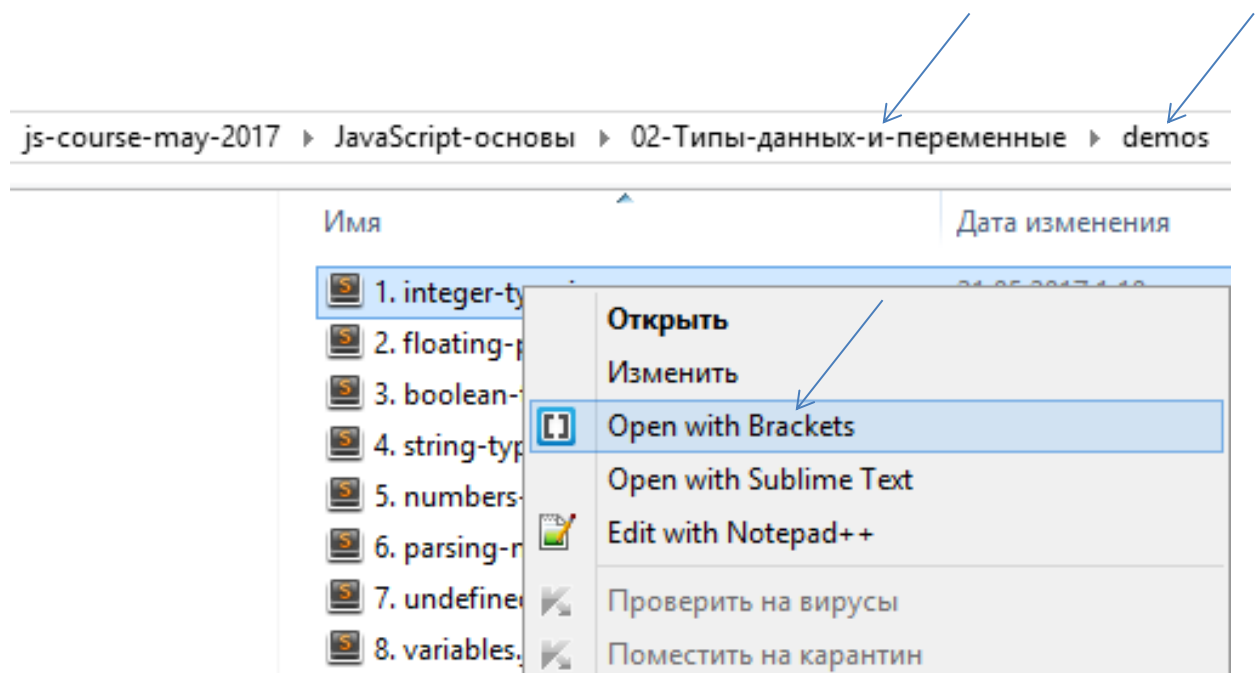 js-course-may-2017 JavaScript-основы 02-Типы-данных-и-переменные demos
Имя Дата изменения
1. integer-ty
2. floating-p
3. boolean-
4. string-typ
5. numbers-
6. parsing-n
7. undefine
8. variables.
Открыть
Изменить
Open with Brackets
Open with Sublime Text
Edit with Notepad++
Проверить на вирусы
Поместить на карантин